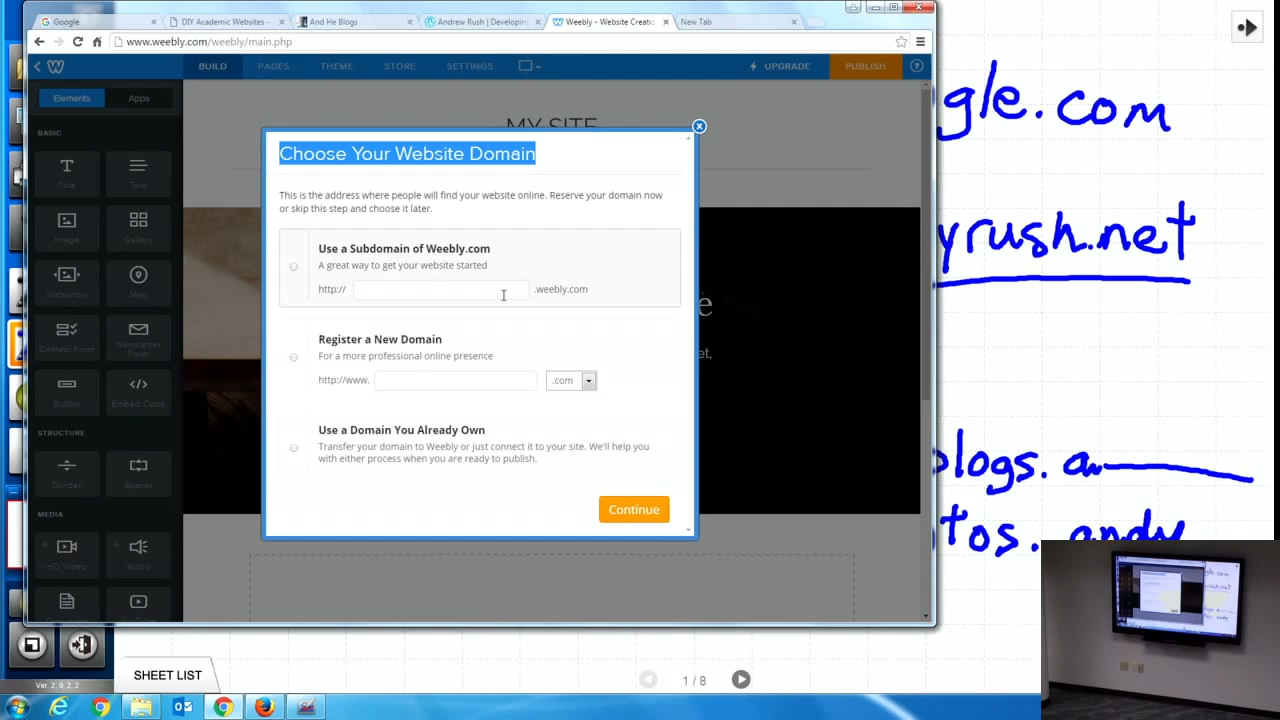 Google
DIY Academic Websites -
And He Blogs
Andrew Rush | Developing
Weebly - Website Creatio
New Tab
www.weebly.com/weebly/main.php
BUILD
PAGES
THEME
STORE
SETTINGS
UPGRADE
PUBLISH
Elements
Apps
BASIC
Title
Text
Image
Gallery
Slideshow
Map
Contact Form
Newsletter Form
Button
Embed Code
STRUCTURE
Divider
Spacer
MEDIA
HD Video
Audio
MY SITE
Choose Your Website Domain
This is the address where people will find your website online. Reserve your domain now
or skip this step and choose it later.
Use a Subdomain of Weebly.com
A great way to get your website started
http://
.weebly.com
Register a New Domain
For a more professional online presence
http://www.
.com
Use a Domain You Already Own
Transfer your domain to Weebly or just connect it to your site. We'll help you
with either process when you are ready to publish.
Continue
e
et,
gle.com
yrush.net
blogs. a
tos. andy
SHEET LIST
1 / 8
Ver. 2, 9, 2, 2